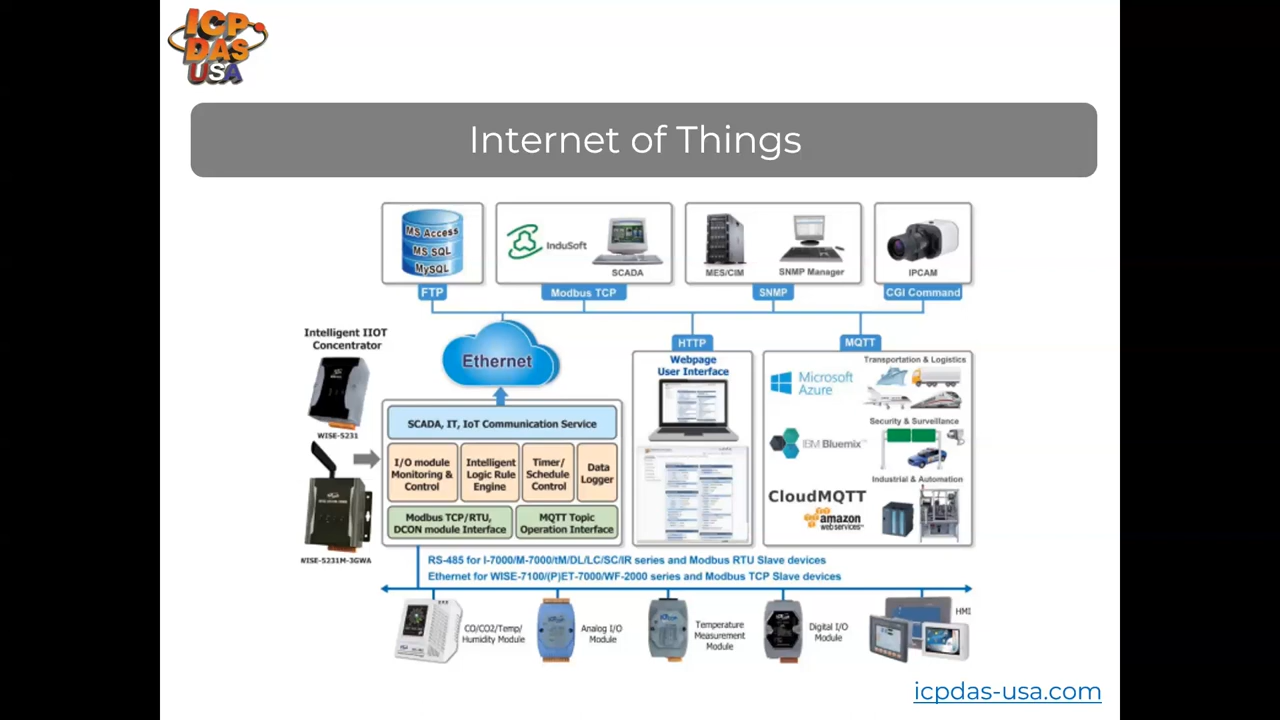 ICP
DAS
USA
Internet of Things
MS Access
MS SQL
MySQL
InduSoft
SCADA
MES/CIM
SNMP Manager
IPCAM
FTP
Modbus TCP
SNMP
CGI Command
Intelligent IIOT
Concentrator
WISE-5231
WISE-5231M-3GWA
Ethernet
SCADA, IT, IoT Communication Service
I/O module
Monitoring &
Control
Intelligent
Logic Rule
Engine
Timer/
Schedule
Control
Data
Logger
Modbus TCP/RTU,
DCON module Interface
MQTT Topic
Operation Interface
HTTP
Webpage
User Interface
MQTT
Microsoft
Azure
IBM Bluemix
CloudMQTT
amazon
web services
Transportation & Logistics
Security & Surveillance
Industrial & Automation
RS-485 for I-7000/M-7000/tM/DL/LC/SC/IR series and Modbus RTU Slave devices
Ethernet for WISE-7100/(P)ET-7000/WF-2000 series and Modbus TCP Slave devices
CO/CO2/Temp/
Humidity Module
Analog I/O
Module
Temperature
Measurement
Module
Digital I/O
Module
HMI
icpdas-usa.com